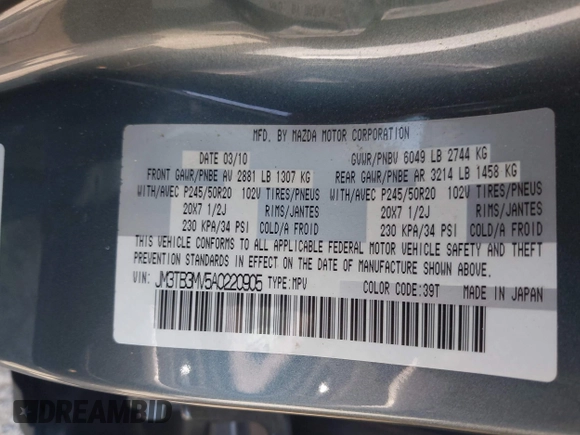 MFD. BY MAZDA MOTOR CORPORATION
DATE 03/10 GVWR/PNBV 6049 LB 2744 KG
FRONT GAWR/PNBE AV 2881 LB 1307 KG REAR GAWR/PNBE AR 3214 LB 1458 KG
WITH/AVEC P245/50R20 102V TIRES/PNEUS WITH/AVEC P245/50R20 102V TIRES/PNEUS
20X7 1/2J RIMS/JANTES 20X7 1/2J RIMS/JANTES
230 KPA/34 PSI COLD/A FROID 230 KPA/34 PSI COLD/A FROID
THIS VEHICLE CONFORMS TO ALL APPLICABLE FEDERAL MOTOR VEHICLE SAFETY AND THEFT
PREVENTION STANDARDS IN EFFECT ON THE DATE OF MANUFACTURE SHOWN ABOVE.
VIN: JM3TB3MV5A0220905 TYPE:MPV COLOR CODE:39T MADE IN JAPAN
DREAMBID